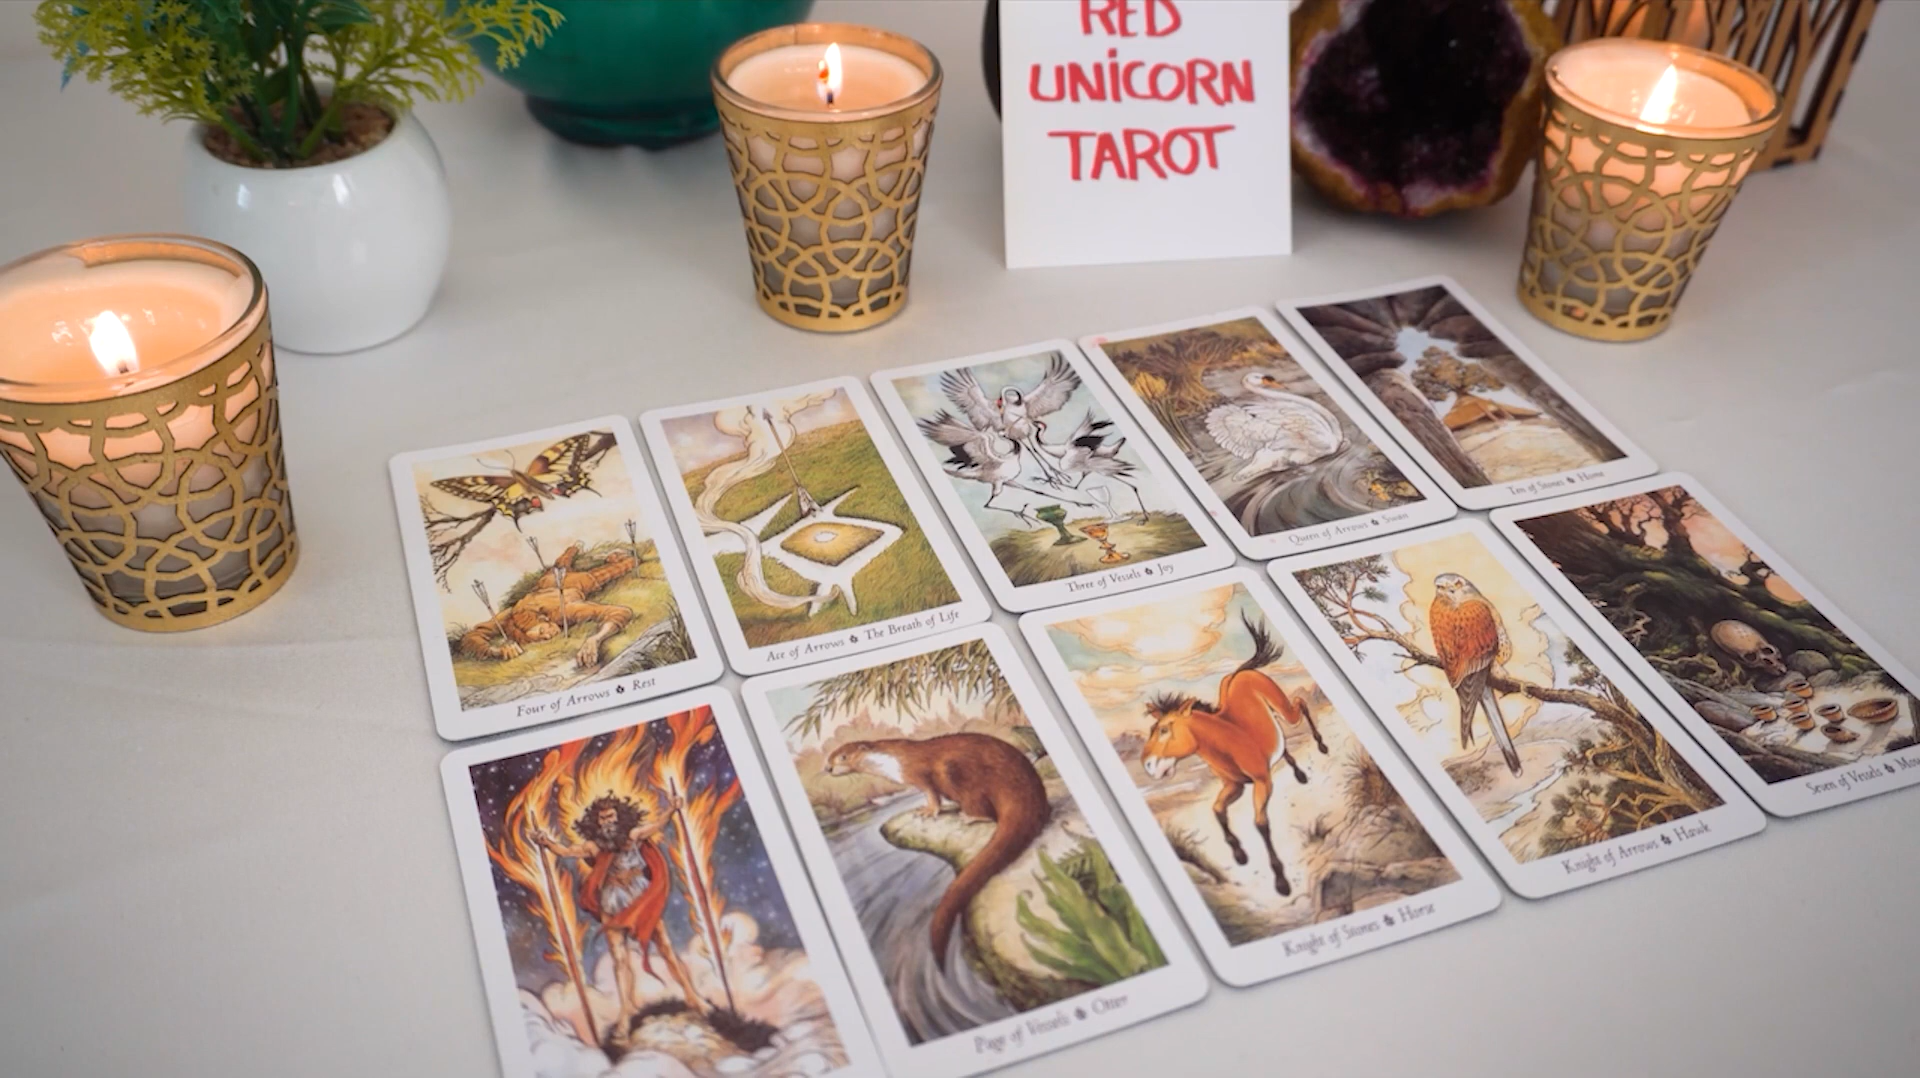 RED
UNICORN
TAROT
Four of Arrows Rest
Ace of Arrows The Breath of Life
Three of Vessels Joy
Queen of Arrows Swan
Ten of Stones Home
Page of Vessels Otter
Knight of Stones Horse
Knight of Arrows Hawk
Seven of Vessels